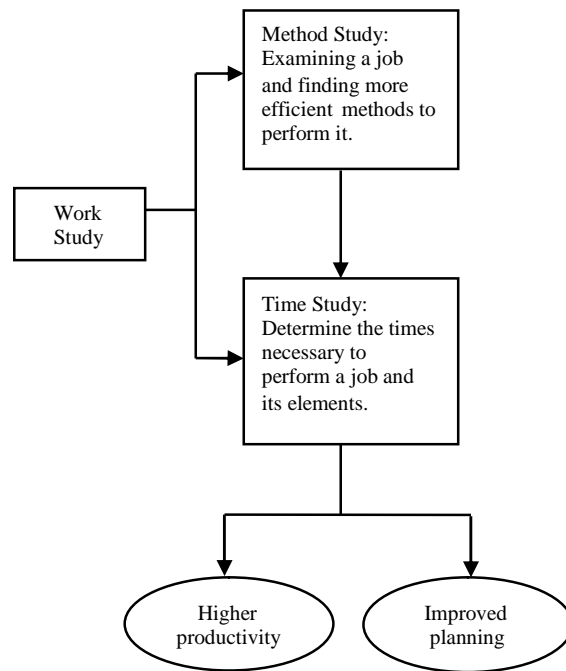 Method Study:
Examining a job
and finding more
efficient methods to
perform it.
Work
Study
Time Study:
Determine the times
necessary to
perform a job and
its elements.
Higher
productivity
Improved
planning